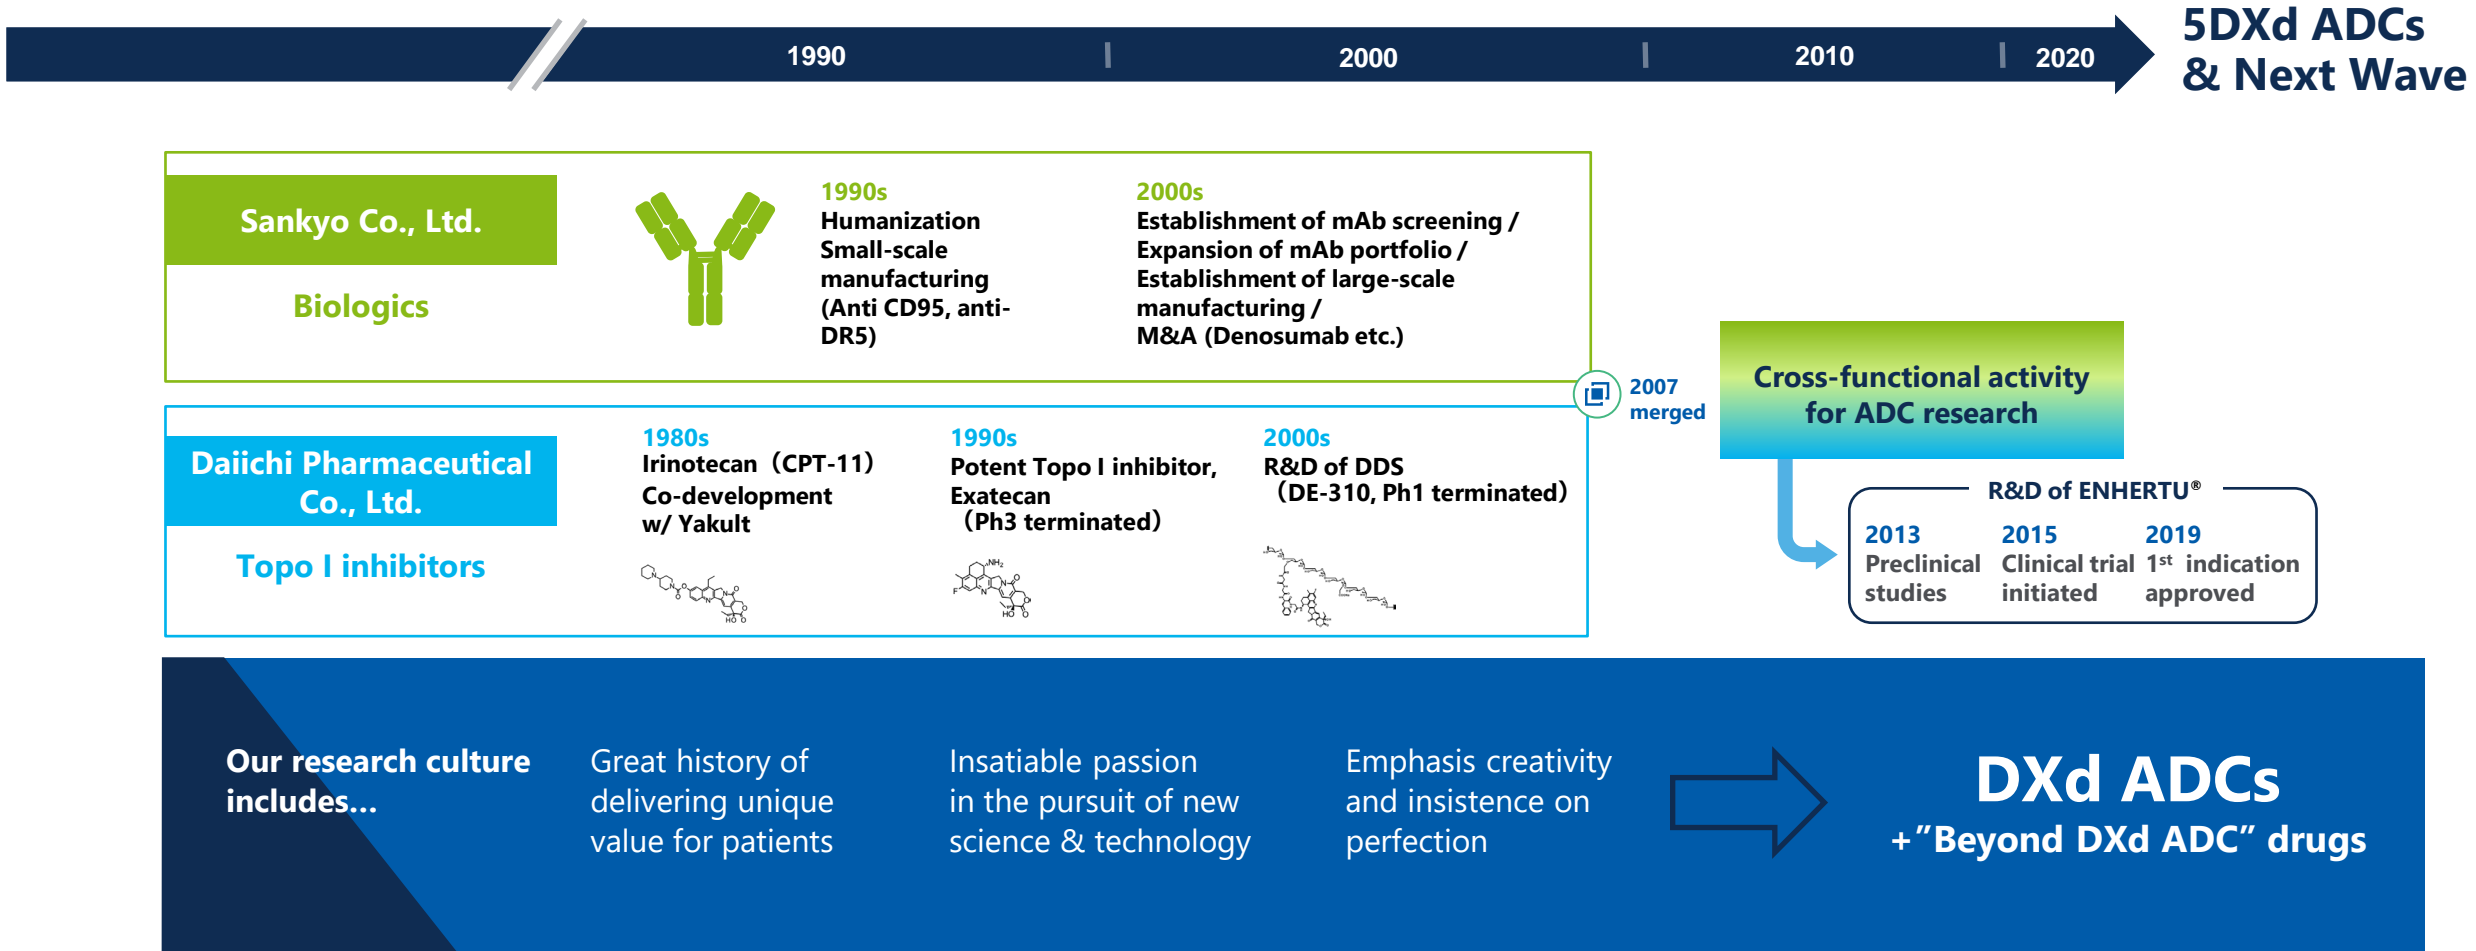 1990
2000
2010
2020
5DXd ADCs
& Next Wave
Sankyo Co., Ltd.
Biologics
1990s
Humanization
Small-scale
manufacturing
(Anti CD95, anti-
DR5)
2000s
Establishment of mAb screening /
Expansion of mAb portfolio /
Establishment of large-scale
manufacturing /
M&A (Denosumab etc.)
2007
merged
Cross-functional activity
for ADC research
Daiichi Pharmaceutical
Co., Ltd.
Topo I inhibitors
1980s
Irinotecan（CPT-11）
Co-development
w/ Yakult
1990s
Potent Topo I inhibitor,
Exatecan
（Ph3 terminated）
2000s
R&D of DDS
（DE-310, Ph1 terminated）
R&D of ENHERTU®
2013
Preclinical
studies
2015
Clinical trial
initiated
2019
1st indication
approved
Our research culture
includes...
Great history of
delivering unique
value for patients
Insatiable passion
in the pursuit of new
science & technology
Emphasis creativity
and insistence on
perfection
DXd ADCs
+”Beyond DXd ADC” drugs